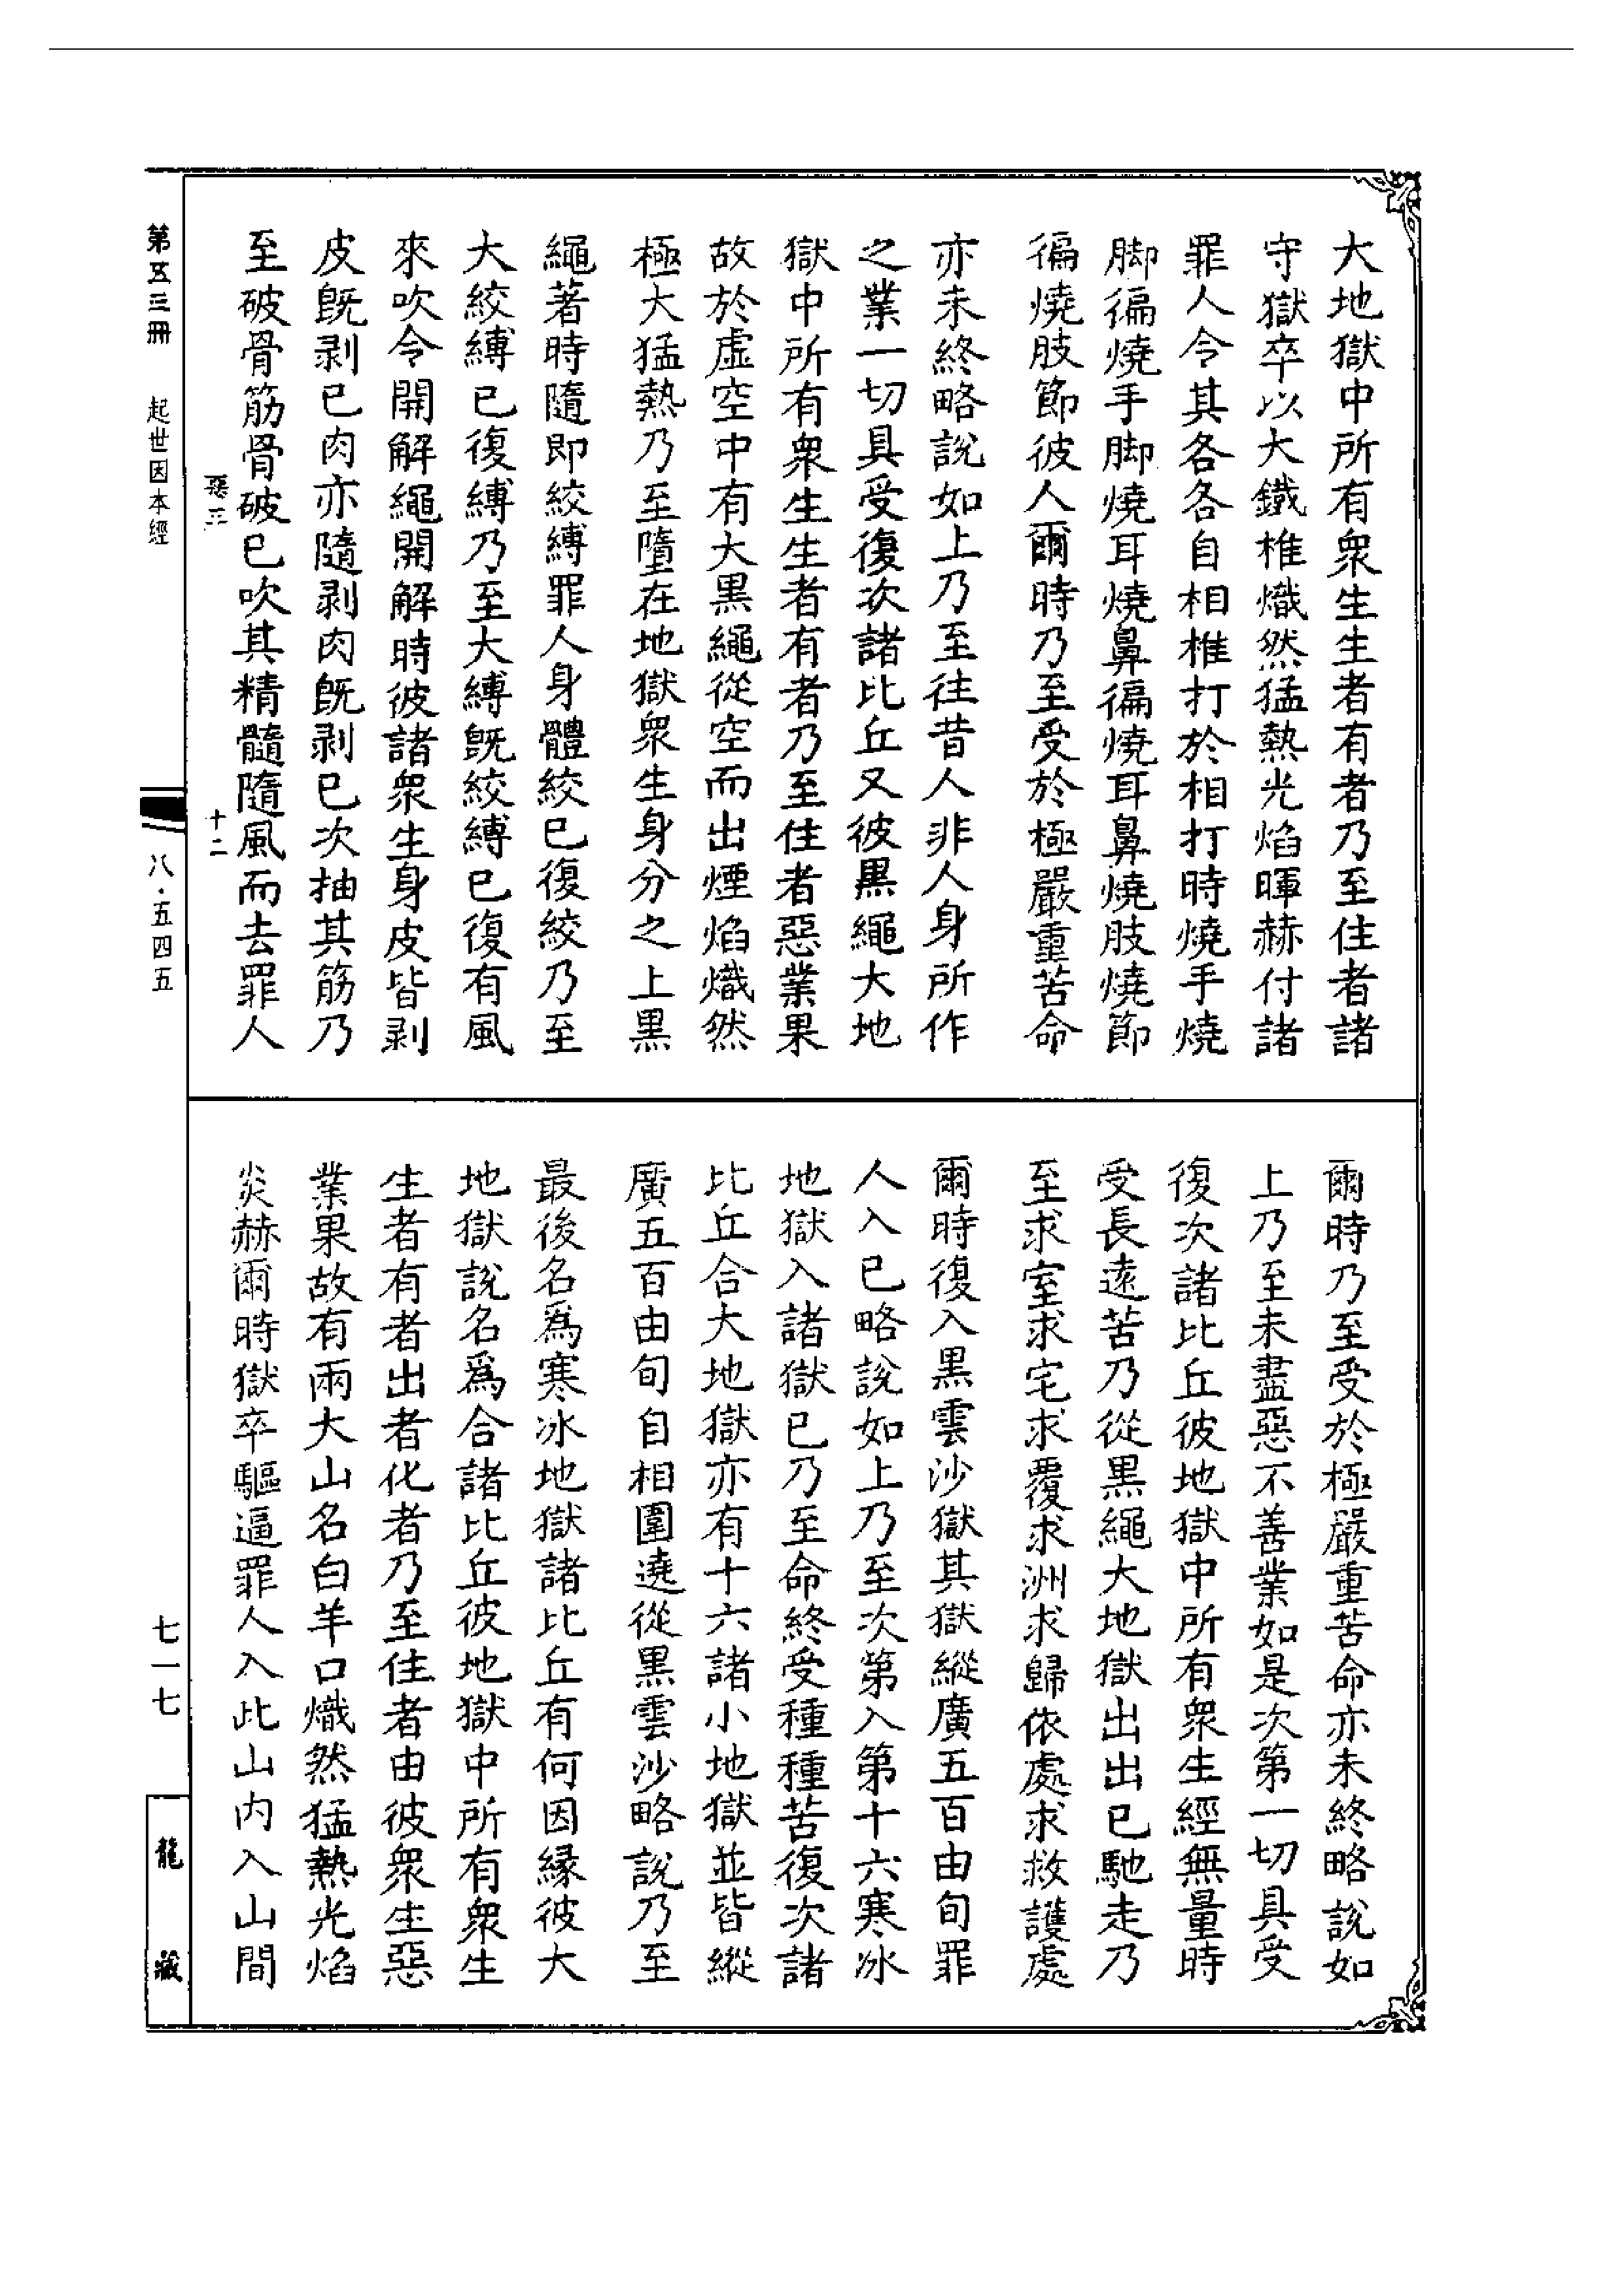 大地獄中所有衆生生者有者乃至住者諸
守獄卒以大鐵椎熾然猛熱光焰暉赫付諸
罪人令其各各自相椎打於相打時燒手燒
脚徧燒手脚燒耳燒鼻徧燒耳鼻燒肢燒節
徧燒肢節彼人爾時乃至受於極嚴重苦命
亦未終略說如上乃至往昔人非人身所作
之業一切具受復次諸比丘又彼黑繩大地
獄中所有衆生生者有者乃至住者惡業果
故於虛空中有大黑繩從空而出煙焰熾然
極大猛熱乃至墮在地獄衆生身分之上黑
繩著時隨即絞縛罪人身體絞已復絞乃至
大絞縛已復縛乃至大縛旣絞縛已復有風
來吹令開解繩開解時彼諸衆生身皮皆剥
皮旣剥已肉亦隨剥肉旣剥已次抽其筋乃
至破骨筋骨破已吹其精髓隨風而去罪人
爾時乃至受於極嚴重苦命亦未終略說如
上乃至未盡惡不善業如是次第一切具受
復次諸比丘彼地獄中所有衆生經無量時
受長遠苦乃從黑繩大地獄出出已馳走乃
至求室求宅求覆求洲求歸依處求救護處
爾時復入黑雲沙獄其獄縱廣五百由旬罪
人入已略說如上乃至次第入第十六寒冰
地獄入諸獄已乃至命終受種種苦復次諸
比丘合大地獄亦有十六諸小地獄並皆縱
廣五百由旬自相圍遶從黑雲沙略說乃至
最後名爲寒冰地獄諸比丘有何因緣彼大
地獄說名爲合諸比丘彼地獄中所有衆生
生者有者出者化者乃至住者由彼衆生惡
業果故有兩大山名白羊口熾然猛熱光焰
炎赫爾時獄卒驅逼罪人入此山内入山間
惡三
十二
第五三冊
起世因本經
八·五四五
七一七
龍藏